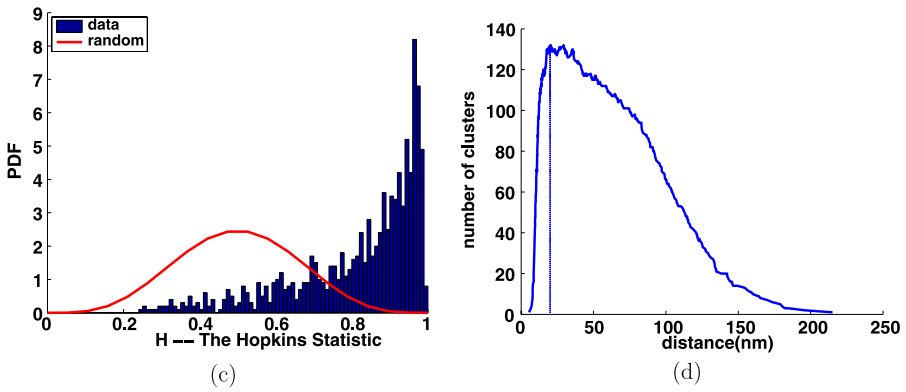 9
8
7
6
5
4
3
2
1
0
PDF
data
random
0 0.2 0.4 0.6 0.8 1
H −− The Hopkins Statistic
(c)
140
120
100
80
60
40
20
0
number of clusters
0 50 100 150 200 250
distance(nm)
(d)